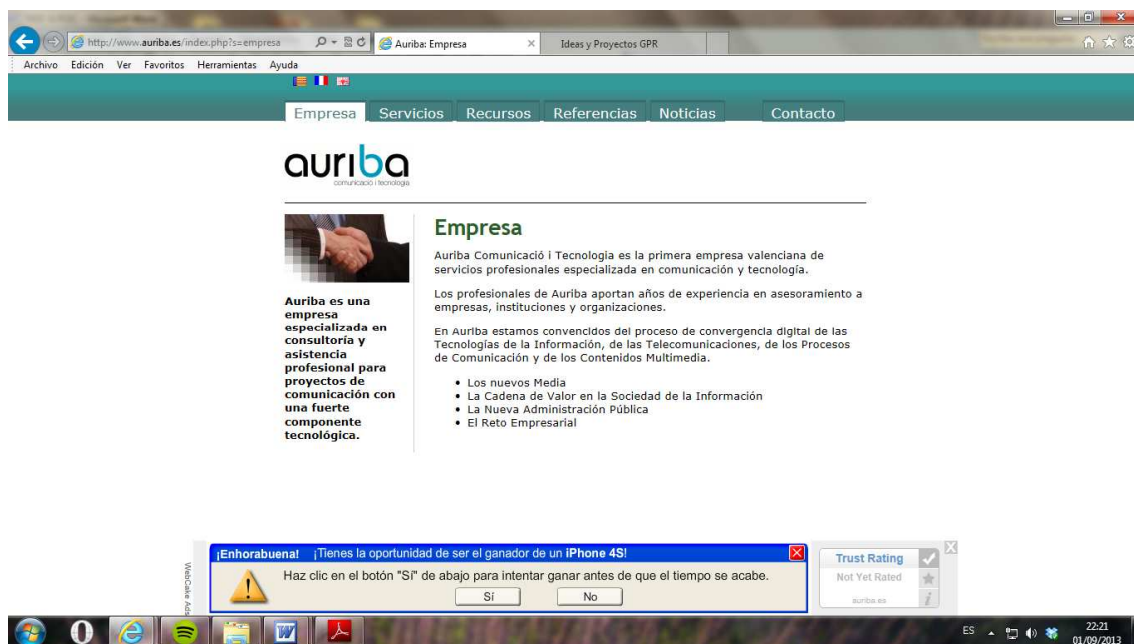 http://www.auriba.es/index.php?s=empresa
Auriba: Empresa
Ideas y Proyectos GPR
Archivo Edición Ver Favoritos Herramientas Ayuda
Empresa Servicios Recursos Referencias Noticias Contacto
auriba
comunicació i tecnologia
Empresa
Auriba Comunicació i Tecnologia es la primera empresa valenciana de
servicios profesionales especializada en comunicación y tecnología.
Los profesionales de Auriba aportan años de experiencia en asesoramiento a
empresas, instituciones y organizaciones.
En Auriba estamos convencidos del proceso de convergencia digital de las
Tecnologías de la Información, de las Telecomunicaciones, de los Procesos
de Comunicación y de los Contenidos Multimedia.
• Los nuevos Media
• La Cadena de Valor en la Sociedad de la Información
• La Nueva Administración Pública
• El Reto Empresarial
Auriba es una
empresa
especializada en
consultoría y
asistencia
profesional para
proyectos de
comunicación con
una fuerte
componente
tecnológica.
WebCake Ads
¡Enhorabuena! ¡Tienes la oportunidad de ser el ganador de un iPhone 4S!
Haz clic en el botón "Sí" de abajo para intentar ganar antes de que el tiempo se acabe.
Sí No
Trust Rating
Not Yet Rated
auriba.es
ES
22:21
01/09/2013